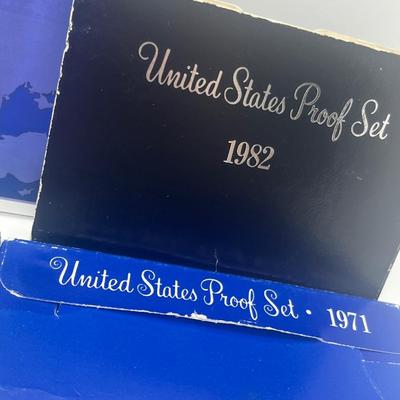 United States Proof Set
1982
United States Proof Set • 1971